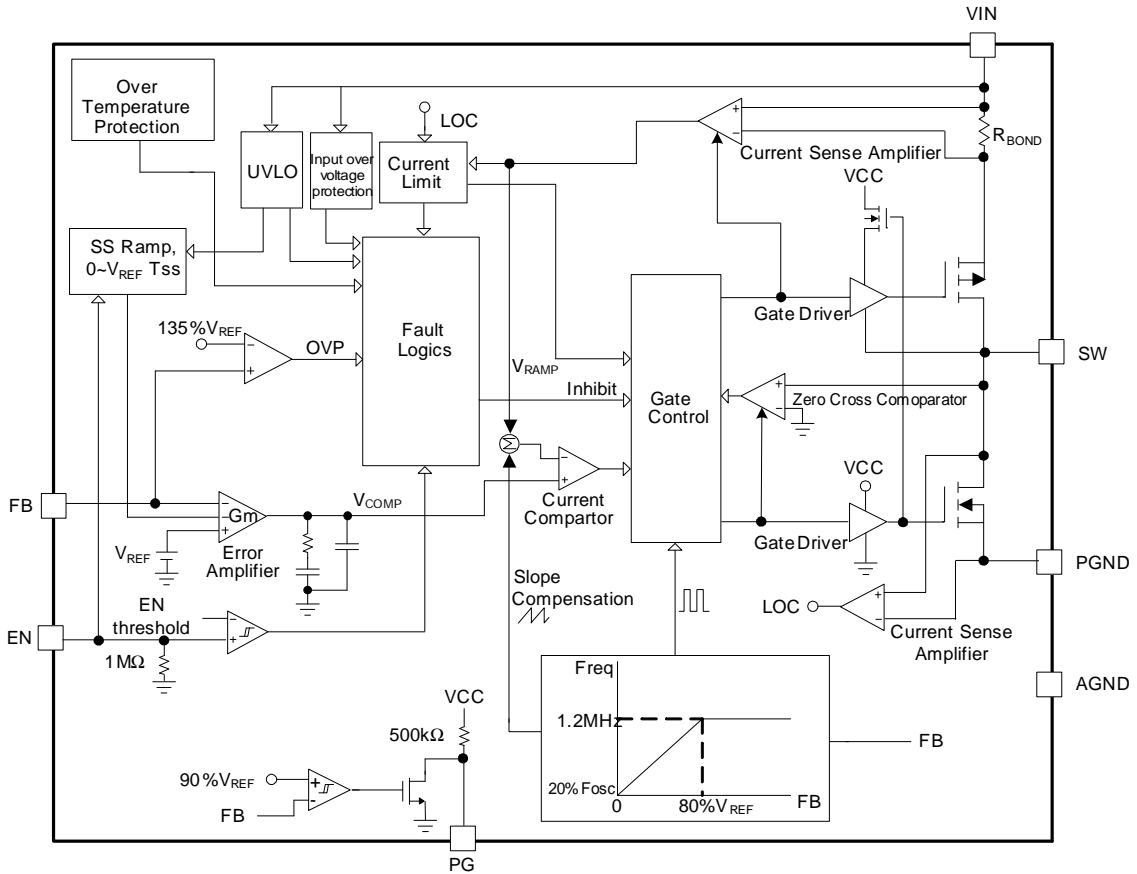 VIN
Over
Temperature
Protection
LOC
UVLO
Input over
voltage
protection
Current
Limit
+
−
Current Sense Amplifier
RBOND
VCC
SS Ramp,
0~VREF Tss
Fault
Logics
135%VREF
−
+
OVP
VRAMP
Inhibit
Gate
Control
Gate Driver
SW
+
−
Zero Cross Comoparator
Σ
−
+
Current
Compartor
FB
−
−
+
Gm
VCOMP
VREF
Error
Amplifier
VCC
Gate Driver
PGND
EN
threshold
EN
−
+
1MΩ
Slope
Compensation
LOC
+
−
Current Sense
Amplifier
AGND
Freq
1.2MHz
20% Fosc
0
80%VREF
FB
FB
VCC
500kΩ
90%VREF
+
-
FB
PG